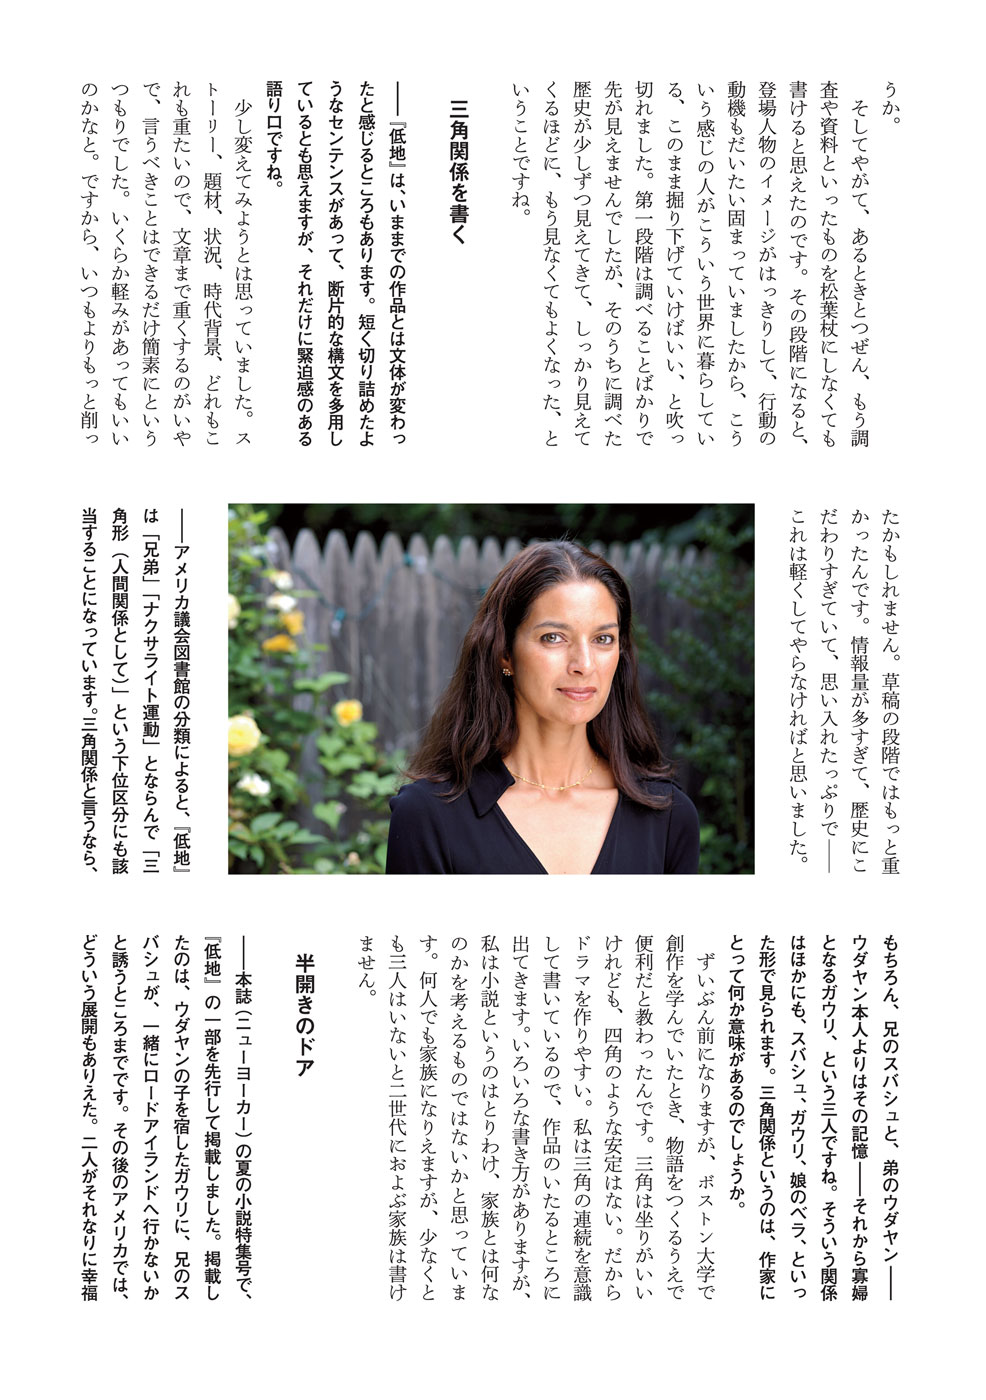 うか。
そしてやがて、あるときとつぜん、もう調
査や資料といったものを松葉杖にしなくても
書けると思えたのです。その段階になると、
登場人物のイメージがはっきりして、行動の
動機もだいたい固まっていましたから、こう
いう感じの人がこういう世界に暮らしてい
る、このまま掘り下げていけばいい、と吹っ
切れました。第一段階は調べることばかりで
先が見えませんでしたが、そのうちに調べた
歴史が少しずつ見えてきて、しっかり見えて
くるほどに、もう見なくてもよくなった、と
いうことですね。
三角関係を書く
――『低地』は、いままでの作品とは文体が変わっ
たと感じるところもあります。短く切り詰めたよ
うなセンテンスがあって、断片的な構文を多用し
ているとも思えますが、それだけに緊迫感のある
語り口ですね。
少し変えてみようとは思っていました。ス
トーリー、題材、状況、時代背景、どれもこ
れも重たいので、文章まで重くするのがいや
で、言うべきことはできるだけ簡素にという
つもりでした。いくらか軽みがあってもいい
のかなと。ですから、いつもよりもっと削っ
たかもしれません。草稿の段階ではもっと重
かったんです。情報量が多すぎて、歴史にこ
だわりすぎていて、思い入れたっぷりで――
これは軽くしてやらなければと思いました。
――アメリカ議会図書館の分類によると、『低地』
は「兄弟」「ナクサライト運動」とならんで「三
角形（人間関係として）」という下位区分にも該
当することになっています。三角関係と言うなら、
もちろん、兄のスバシュと、弟のウダヤン――
ウダヤン本人よりはその記憶――それから寡婦
となるガウリ、という三人ですね。そういう関係
はほかにも、スバシュ、ガウリ、娘のベラ、といっ
た形で見られます。三角関係というのは、作家に
とって何か意味があるのでしょうか。
ずいぶん前になりますが、ボストン大学で
創作を学んでいたとき、物語をつくるうえで
便利だと教わったんです。三角は坐りがいい
けれども、四角のような安定はない。だから
ドラマを作りやすい。私は三角の連続を意識
して書いているので、作品のいたるところに
出てきます。いろいろな書き方がありますが、
私は小説というのはとりわけ、家族とは何な
のかを考えるものではないかと思っていま
す。何人でも家族になりえますが、少なくと
も三人はいないと二世代におよぶ家族は書け
ません。
半開きのドア
――本誌（ニューヨーカー）の夏の小説特集号で、
『低地』の一部を先行して掲載しました。掲載し
たのは、ウダヤンの子を宿したガウリに、兄のス
バシュが、一緒にロードアイランドへ行かないか
と誘うところまでです。その後のアメリカでは、
どういう展開もありえた。二人がそれなりに幸福